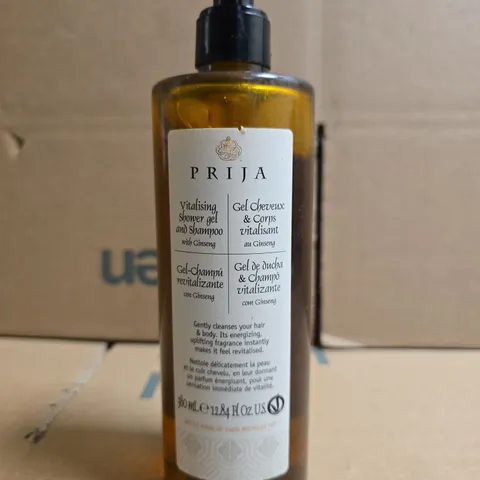 PRIJA
Vitalising
Shower gel
and Shampoo
with Ginseng
Gel Cheveux
& Corps
vitalisant
au Ginseng
Gel-Champú
revitalizante
con Ginseng
Gel de ducha
& Champô
vitalizante
com Ginseng
Gently cleanses your hair
& body. Its energizing,
uplifting fragrance instantly
makes it feel revitalised.
Nettoie délicatement la peau
et le cuir chevelu, en leur donnant
un parfum énergisant, pour une
sensation immédiate de vitalité.
380 mL ℮ 12.84 Fl. Oz. U.S.
en